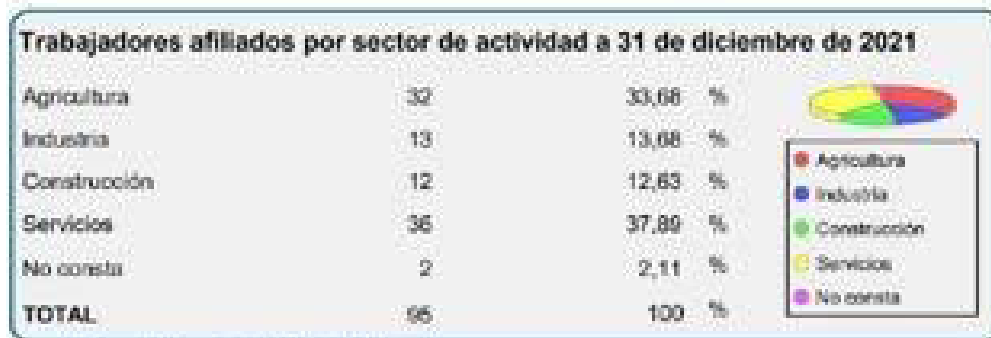 Trabajadores afiliados por sector de actividad a 31 de diciembre de 2021
Agricultura 32 33,68 %
Industria 13 13,68 %
Construcción 12 12,63 %
Servicios 36 37,89 %
No consta 2 2,11 %
TOTAL 95 100 %
Agricultura
Industria
Construcción
Servicios
No consta